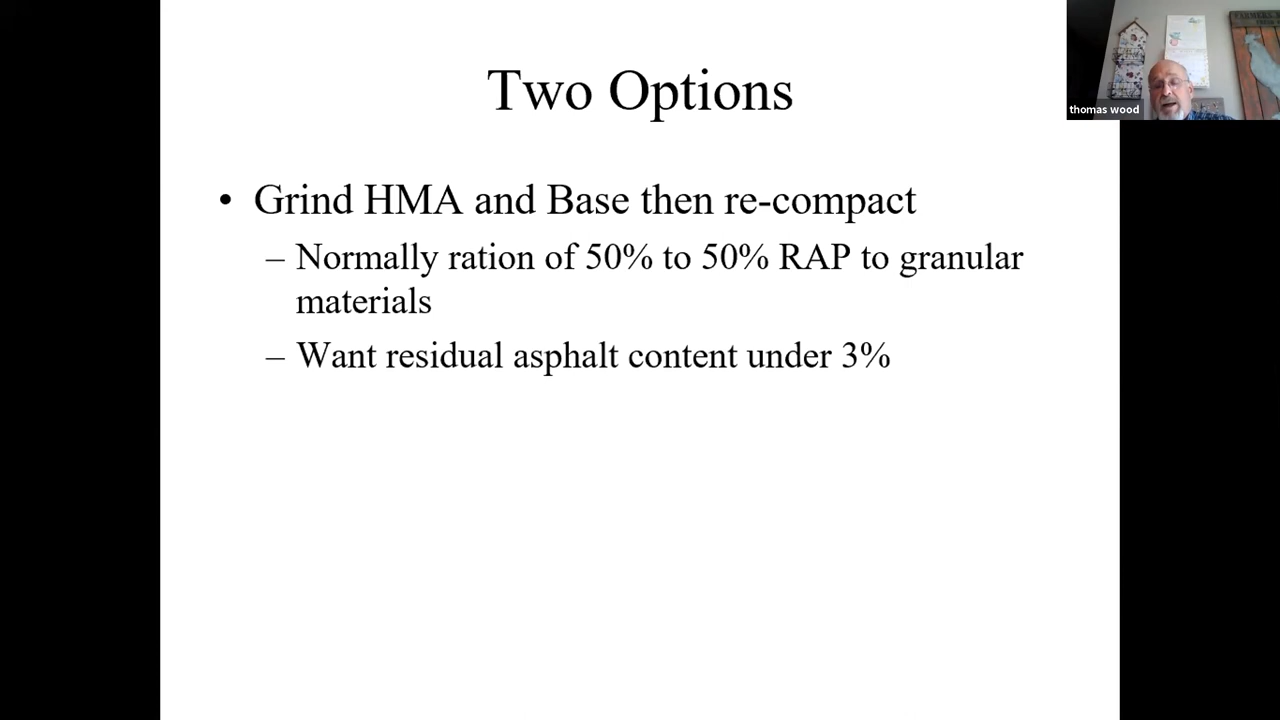 Two Options
• Grind HMA and Base then re-compact
– Normally ration of 50% to 50% RAP to granular
materials
– Want residual asphalt content under 3%
thomas wood